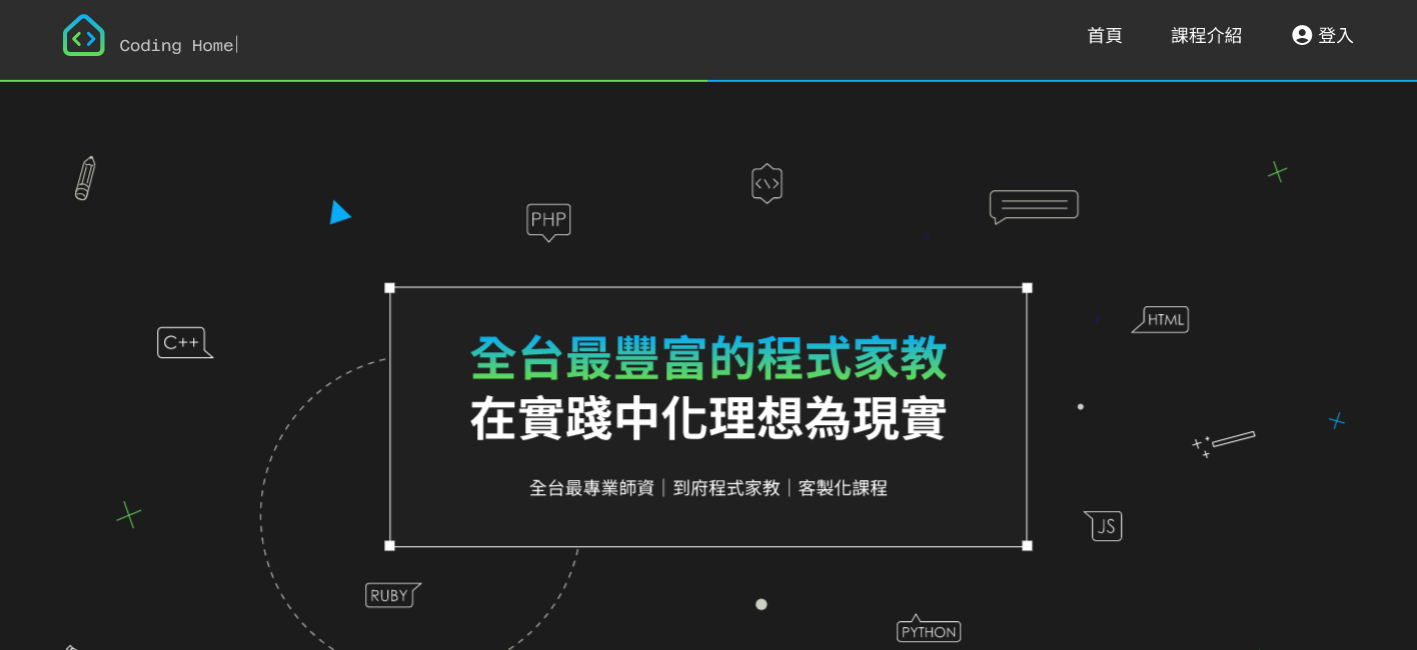 Coding Home
首頁
課程介紹
登入
PHP
C++
HTML
全台最豐富的程式家教
在實踐中化理想為現實
全台最專業師資｜到府程式家教｜客製化課程
JS
RUBY
PYTHON